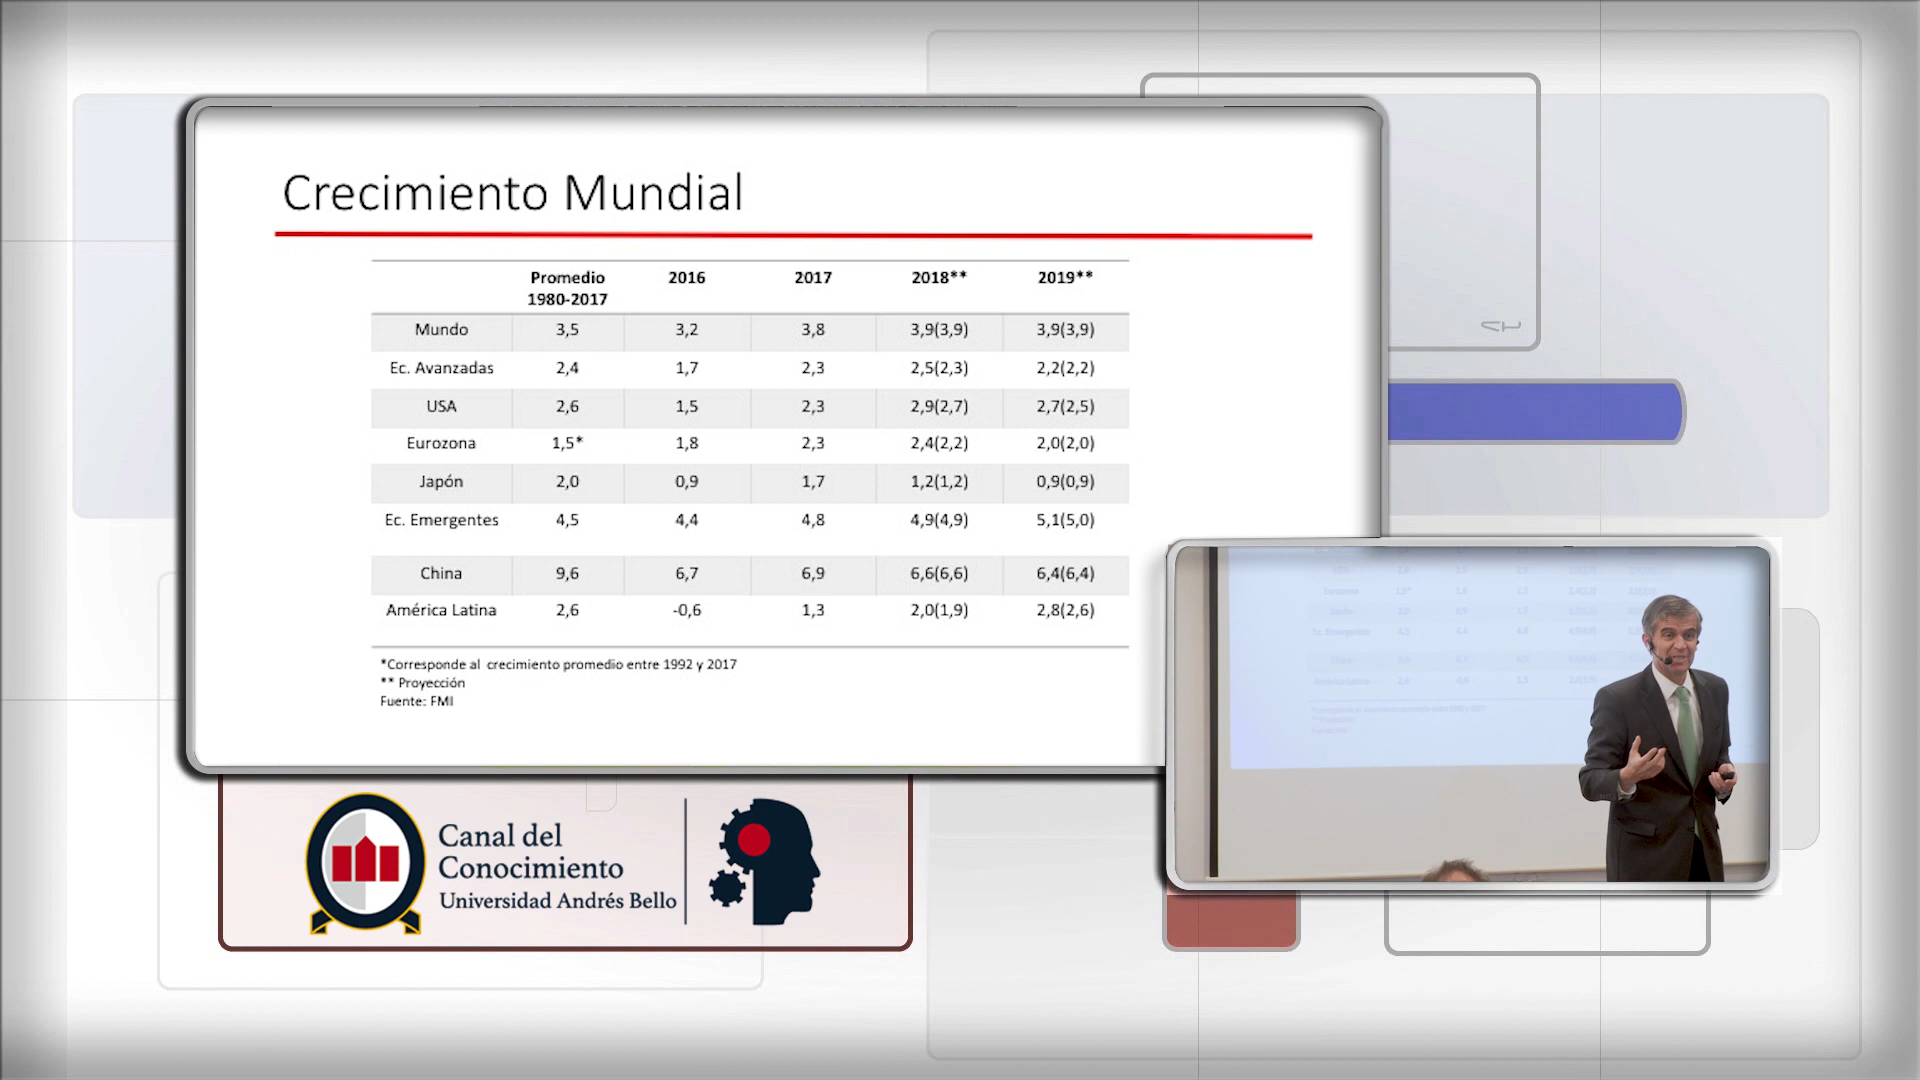 Crecimiento Mundial
Promedio 1980-2017 2016 2017 2018** 2019**
Mundo 3,5 3,2 3,8 3,9(3,9) 3,9(3,9)
Ec. Avanzadas 2,4 1,7 2,3 2,5(2,3) 2,2(2,2)
USA 2,6 1,5 2,3 2,9(2,7) 2,7(2,5)
Eurozona 1,5* 1,8 2,3 2,4(2,2) 2,0(2,0)
Japón 2,0 0,9 1,7 1,2(1,2) 0,9(0,9)
Ec. Emergentes 4,5 4,4 4,8 4,9(4,9) 5,1(5,0)
China 9,6 6,7 6,9 6,6(6,6) 6,4(6,4)
América Latina 2,6 -0,6 1,3 2,0(1,9) 2,8(2,6)
*Corresponde al crecimiento promedio entre 1992 y 2017
** Proyección
Fuente: FMI
Canal del
Conocimiento
Universidad Andrés Bello